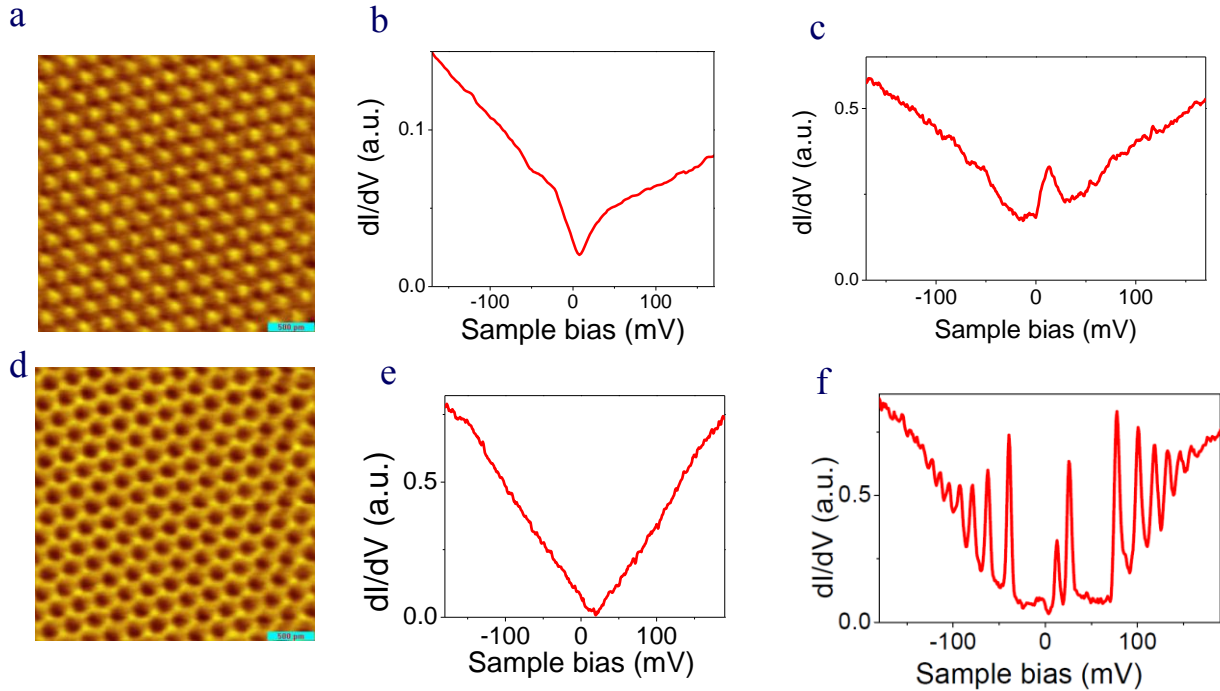 a
500 pm
b
0.1
0.0
dI/dV (a.u.)
-100 0 100
Sample bias (mV)
c
0.5
0.0
dI/dV (a.u.)
-100 0 100
Sample bias (mV)
d
500 pm
e
0.5
0.0
dI/dV (a.u.)
-100 0 100
Sample bias (mV)
f
0.5
0.0
dI/dV (a.u.)
-100 0 100
Sample bias (mV)